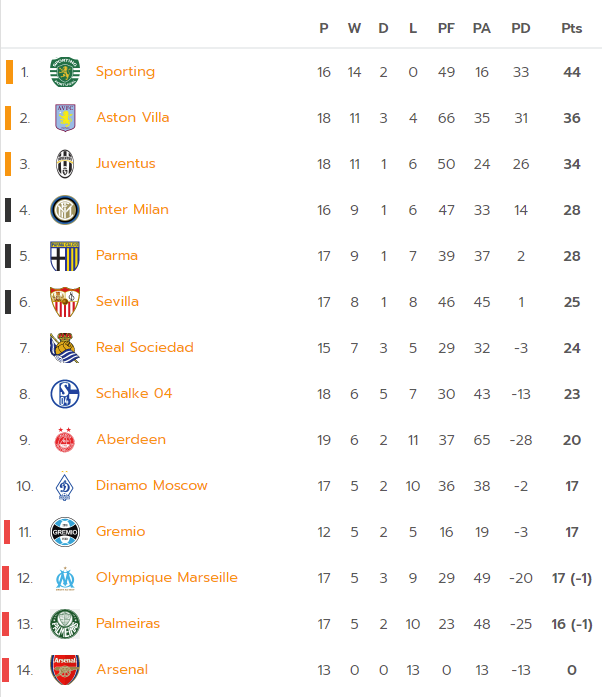 P W D L PF PA PD Pts
1. Sporting 16 14 2 0 49 16 33 44
2. Aston Villa 18 11 3 4 66 35 31 36
3. Juventus 18 11 1 6 50 24 26 34
4. Inter Milan 16 9 1 6 47 33 14 28
5. Parma 17 9 1 7 39 37 2 28
6. Sevilla 17 8 1 8 46 45 1 25
7. Real Sociedad 15 7 3 5 29 32 -3 24
8. Schalke 04 18 6 5 7 30 43 -13 23
9. Aberdeen 19 6 2 11 37 65 -28 20
10. Dinamo Moscow 17 5 2 10 36 38 -2 17
11. GREMIO Gremio 12 5 2 5 16 19 -3 17
12. Olympique Marseille 17 5 3 9 29 49 -20 17 (-1)
13. Palmeiras 17 5 2 10 23 48 -25 16 (-1)
14. Arsenal Arsenal 13 0 0 13 0 13 -13 0